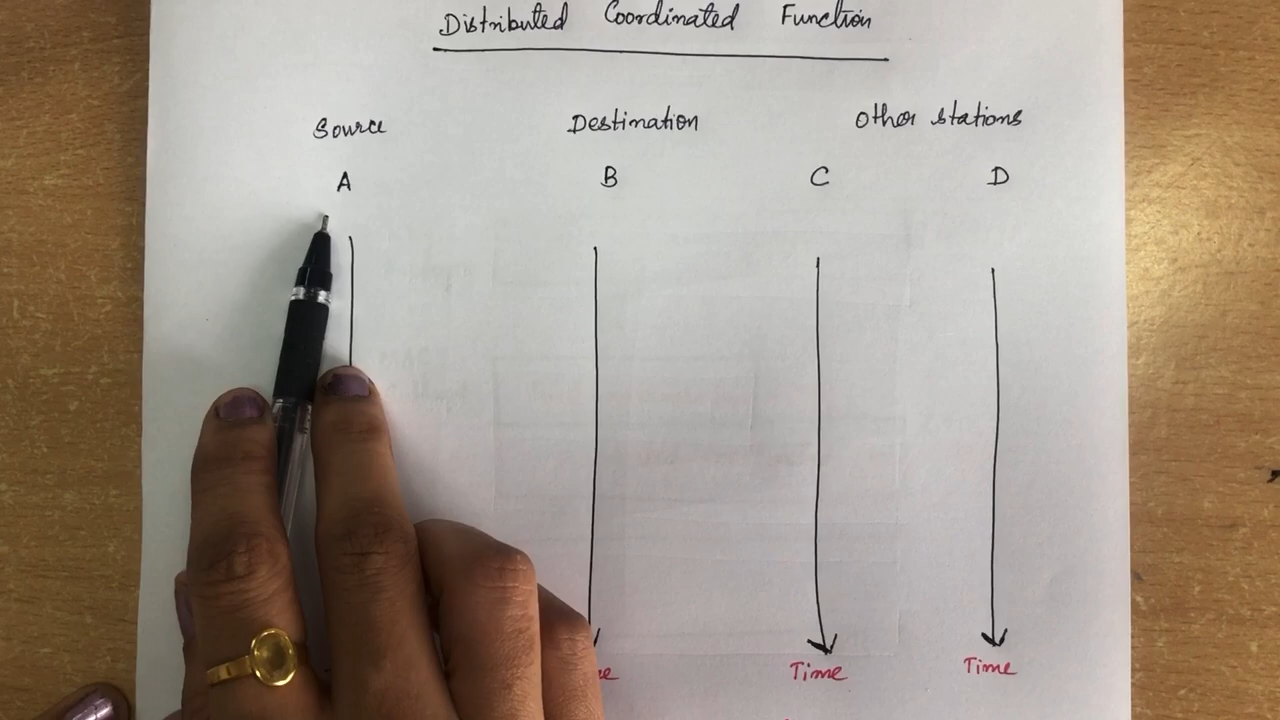 Distributed Coordinated Function
Source Destination Other stations
A B C D
Time Time